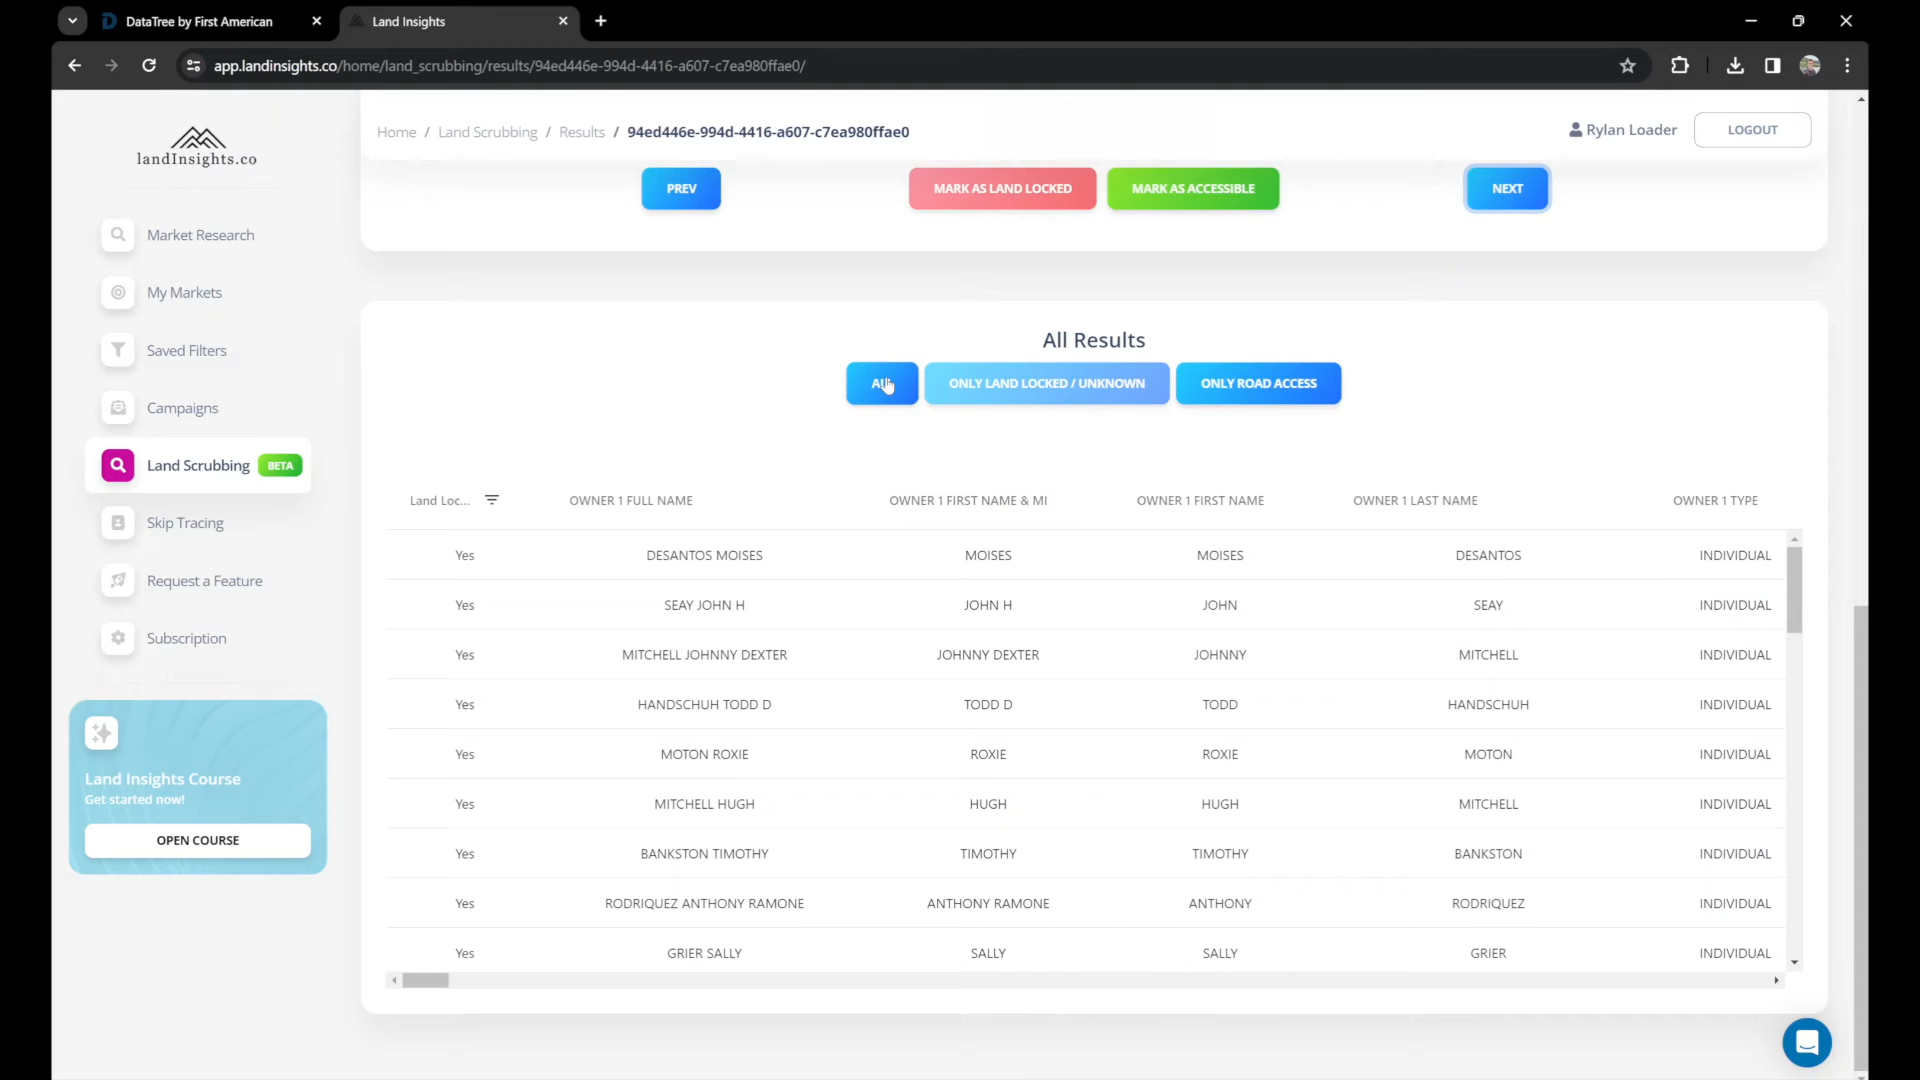 DataTree by First American
Land Insights
app.landinsights.co/home/land_scrubbing/results/94ed446e-994d-4416-a607-c7ea980ffae0/
landInsights.co
Home / Land Scrubbing / Results / 94ed446e-994d-4416-a607-c7ea980ffae0
Rylan Loader
LOGOUT
PREV
MARK AS LAND LOCKED
MARK AS ACCESSIBLE
NEXT
Market Research
My Markets
Saved Filters
Campaigns
Land Scrubbing BETA
Skip Tracing
Request a Feature
Subscription
Land Insights Course
Get started now!
OPEN COURSE
All Results
ONLY LAND LOCKED / UNKNOWN
ONLY ROAD ACCESS
Land Loc... OWNER 1 FULL NAME OWNER 1 FIRST NAME & MI OWNER 1 FIRST NAME OWNER 1 LAST NAME OWNER 1 TYPE
Yes DESANTOS MOISES MOISES MOISES DESANTOS INDIVIDUAL
Yes SEAY JOHN H JOHN H JOHN SEAY INDIVIDUAL
Yes MITCHELL JOHNNY DEXTER JOHNNY DEXTER JOHNNY MITCHELL INDIVIDUAL
Yes HANDSCHUH TODD D TODD D TODD HANDSCHUH INDIVIDUAL
Yes MOTON ROXIE ROXIE ROXIE MOTON INDIVIDUAL
Yes MITCHELL HUGH HUGH HUGH MITCHELL INDIVIDUAL
Yes BANKSTON TIMOTHY TIMOTHY TIMOTHY BANKSTON INDIVIDUAL
Yes RODRIQUEZ ANTHONY RAMONE ANTHONY RAMONE ANTHONY RODRIQUEZ INDIVIDUAL
Yes GRIER SALLY SALLY SALLY GRIER INDIVIDUAL